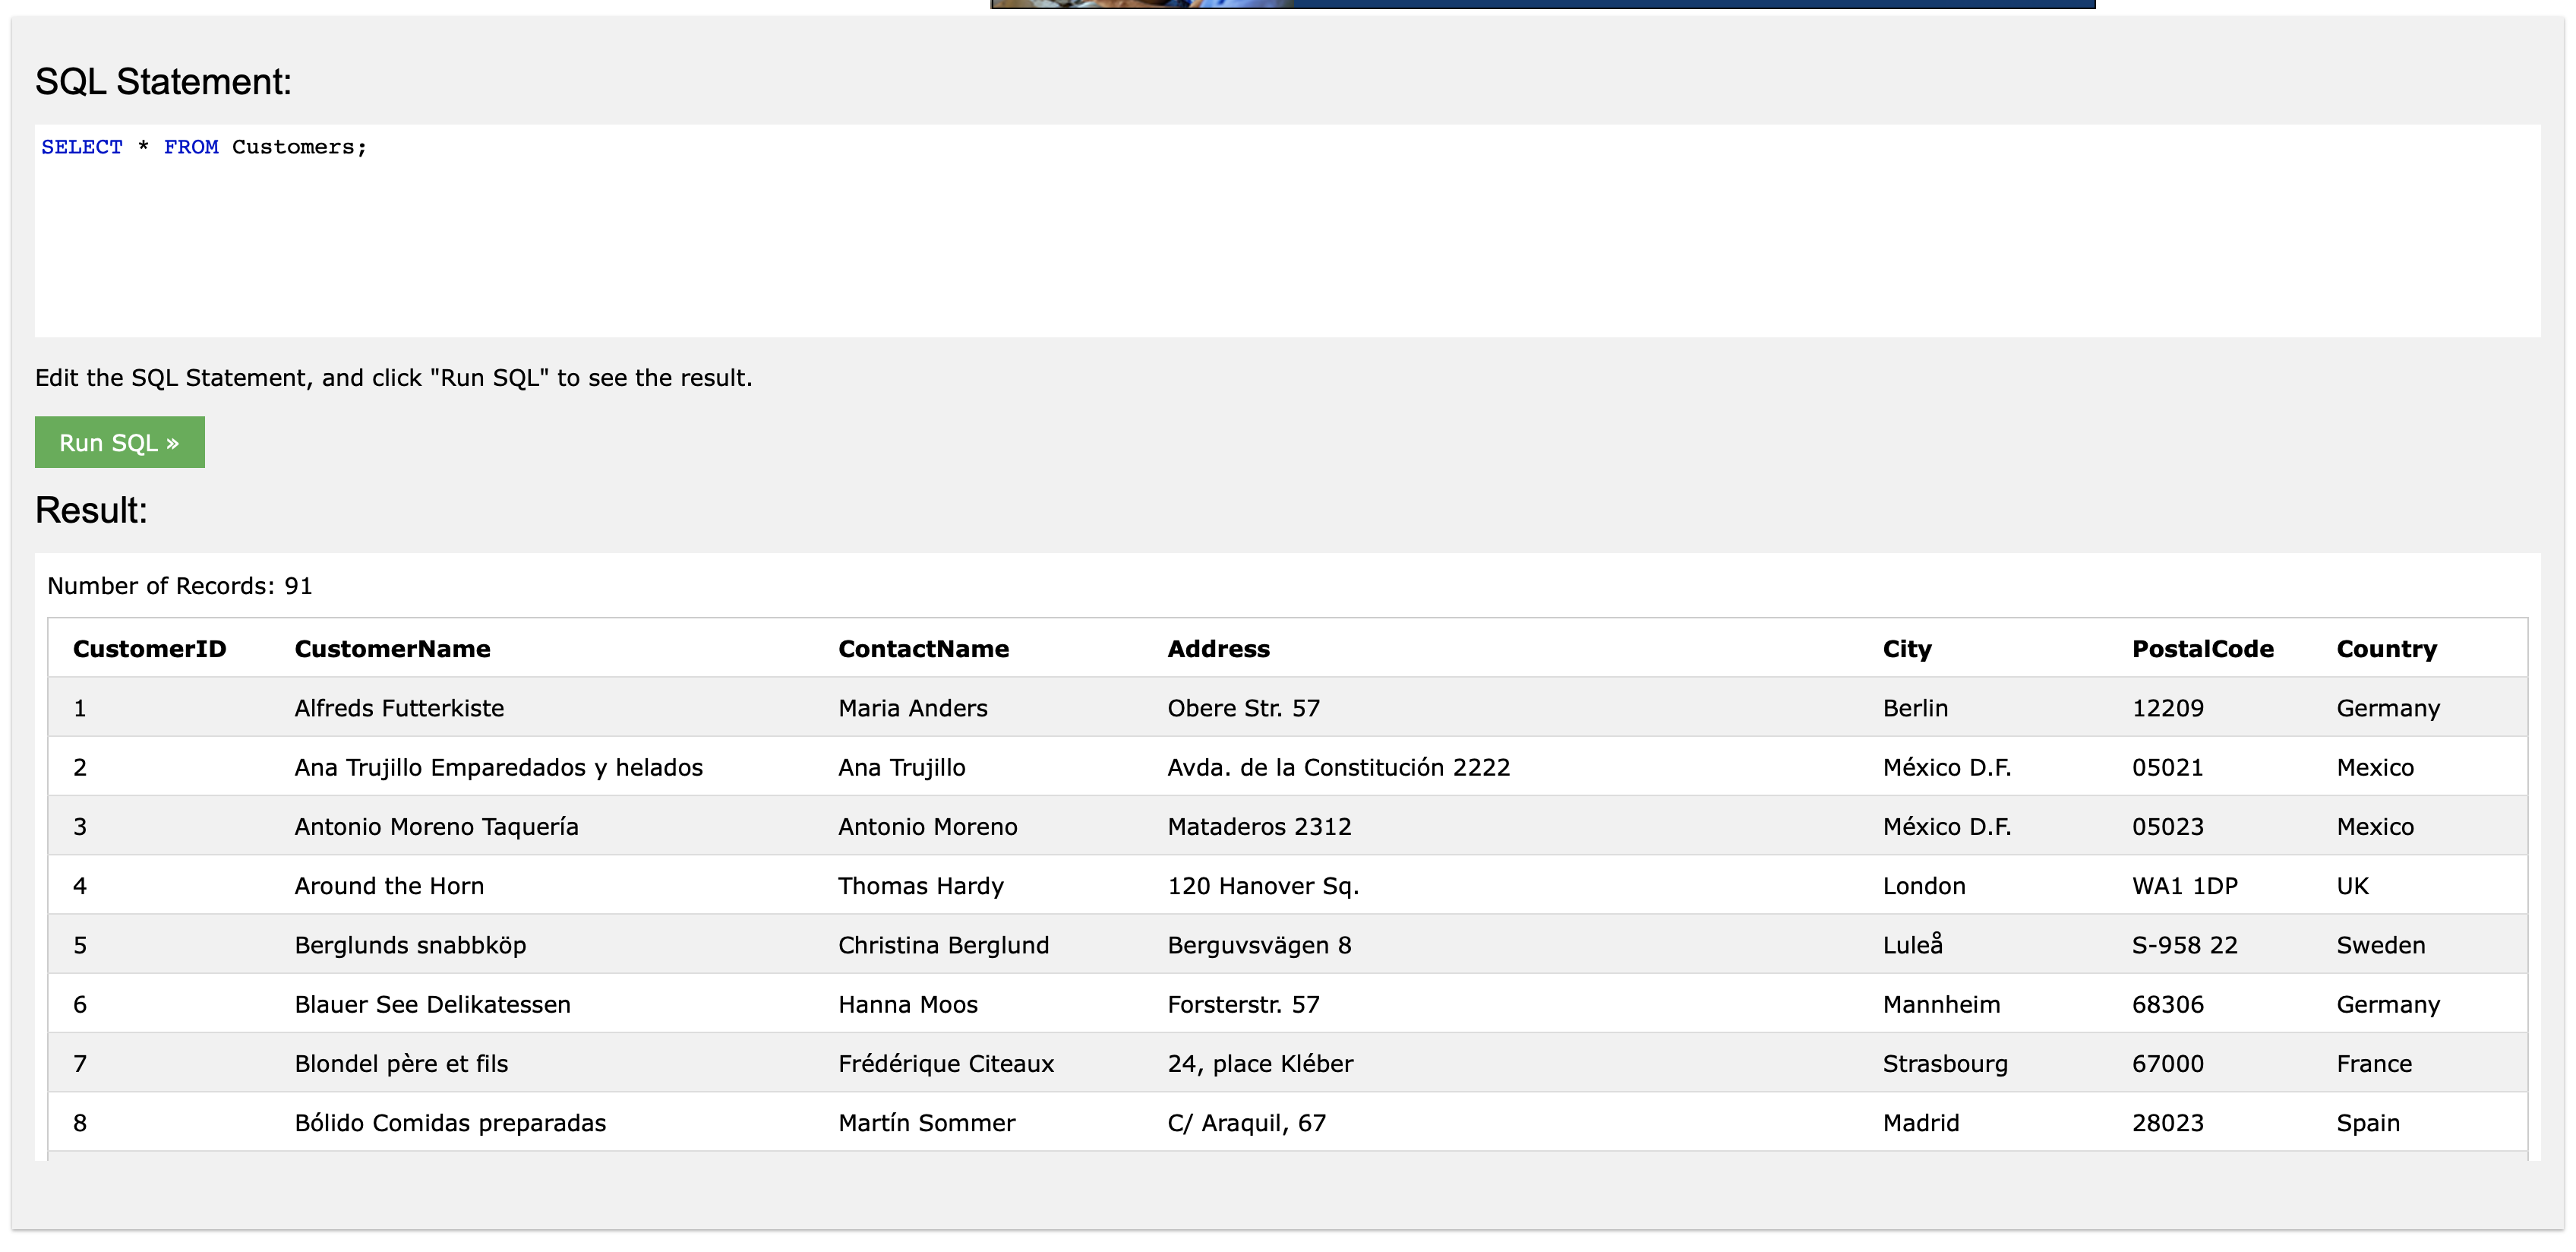 SQL Statement:
SELECT * FROM Customers;
Edit the SQL Statement, and click "Run SQL" to see the result.
Run SQL »
Result:
Number of Records: 91
CustomerID CustomerName ContactName Address City PostalCode Country
1 Alfreds Futterkiste Maria Anders Obere Str. 57 Berlin 12209 Germany
2 Ana Trujillo Emparedados y helados Ana Trujillo Avda. de la Constitución 2222 México D.F. 05021 Mexico
3 Antonio Moreno Taquería Antonio Moreno Mataderos 2312 México D.F. 05023 Mexico
4 Around the Horn Thomas Hardy 120 Hanover Sq. London WA1 1DP UK
5 Berglunds snabbköp Christina Berglund Berguvsvägen 8 Luleå S-958 22 Sweden
6 Blauer See Delikatessen Hanna Moos Forsterstr. 57 Mannheim 68306 Germany
7 Blondel père et fils Frédérique Citeaux 24, place Kléber Strasbourg 67000 France
8 Bólido Comidas preparadas Martín Sommer C/ Araquil, 67 Madrid 28023 Spain